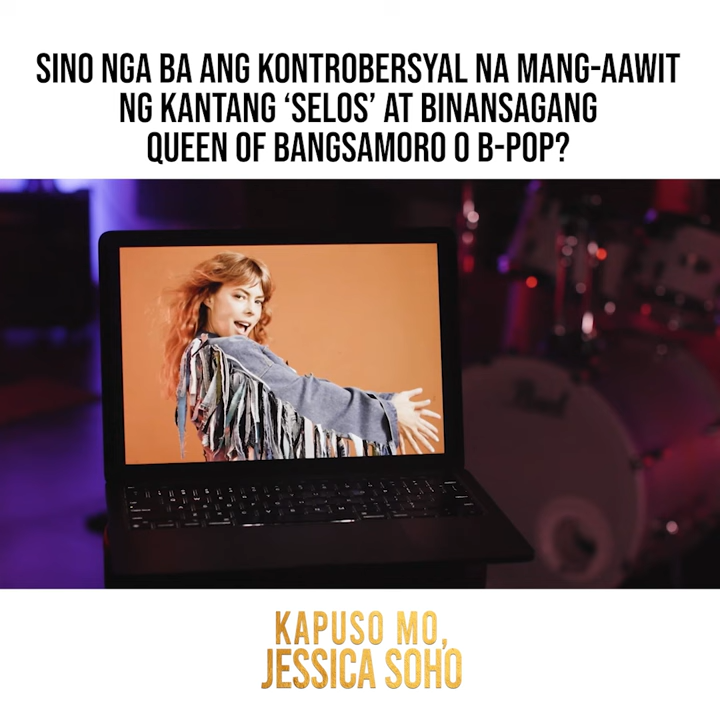 SINO NGA BA ANG KONTROBERSYAL NA MANG-AAWIT
NG KANTANG ‘SELOS’ AT BINANSAGANG
QUEEN OF BANGSAMORO O B-POP?
Pearl
KAPUSO MO,
JESSICA SOHO